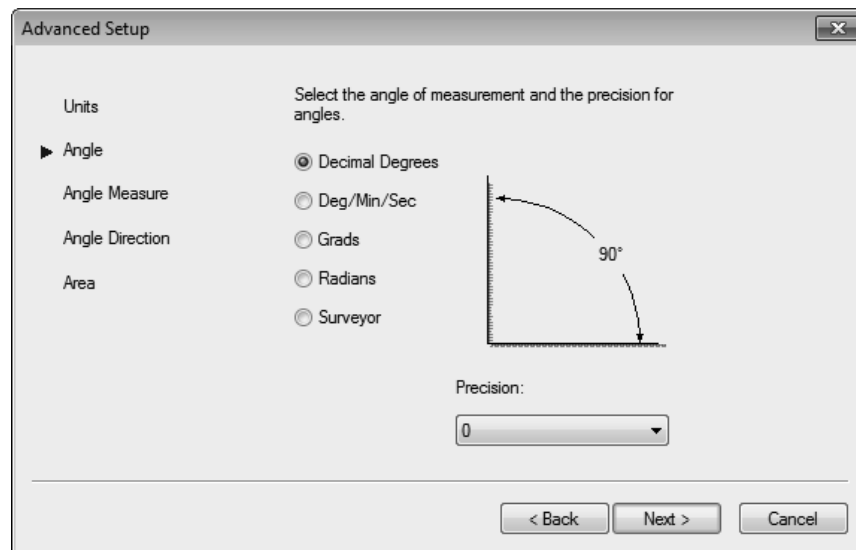 Advanced Setup
Units
Angle
Angle Measure
Angle Direction
Area
Select the angle of measurement and the precision for
angles.
Decimal Degrees
Deg/Min/Sec
Grads
Radians
Surveyor
90°
Precision:
0
< Back
Next >
Cancel